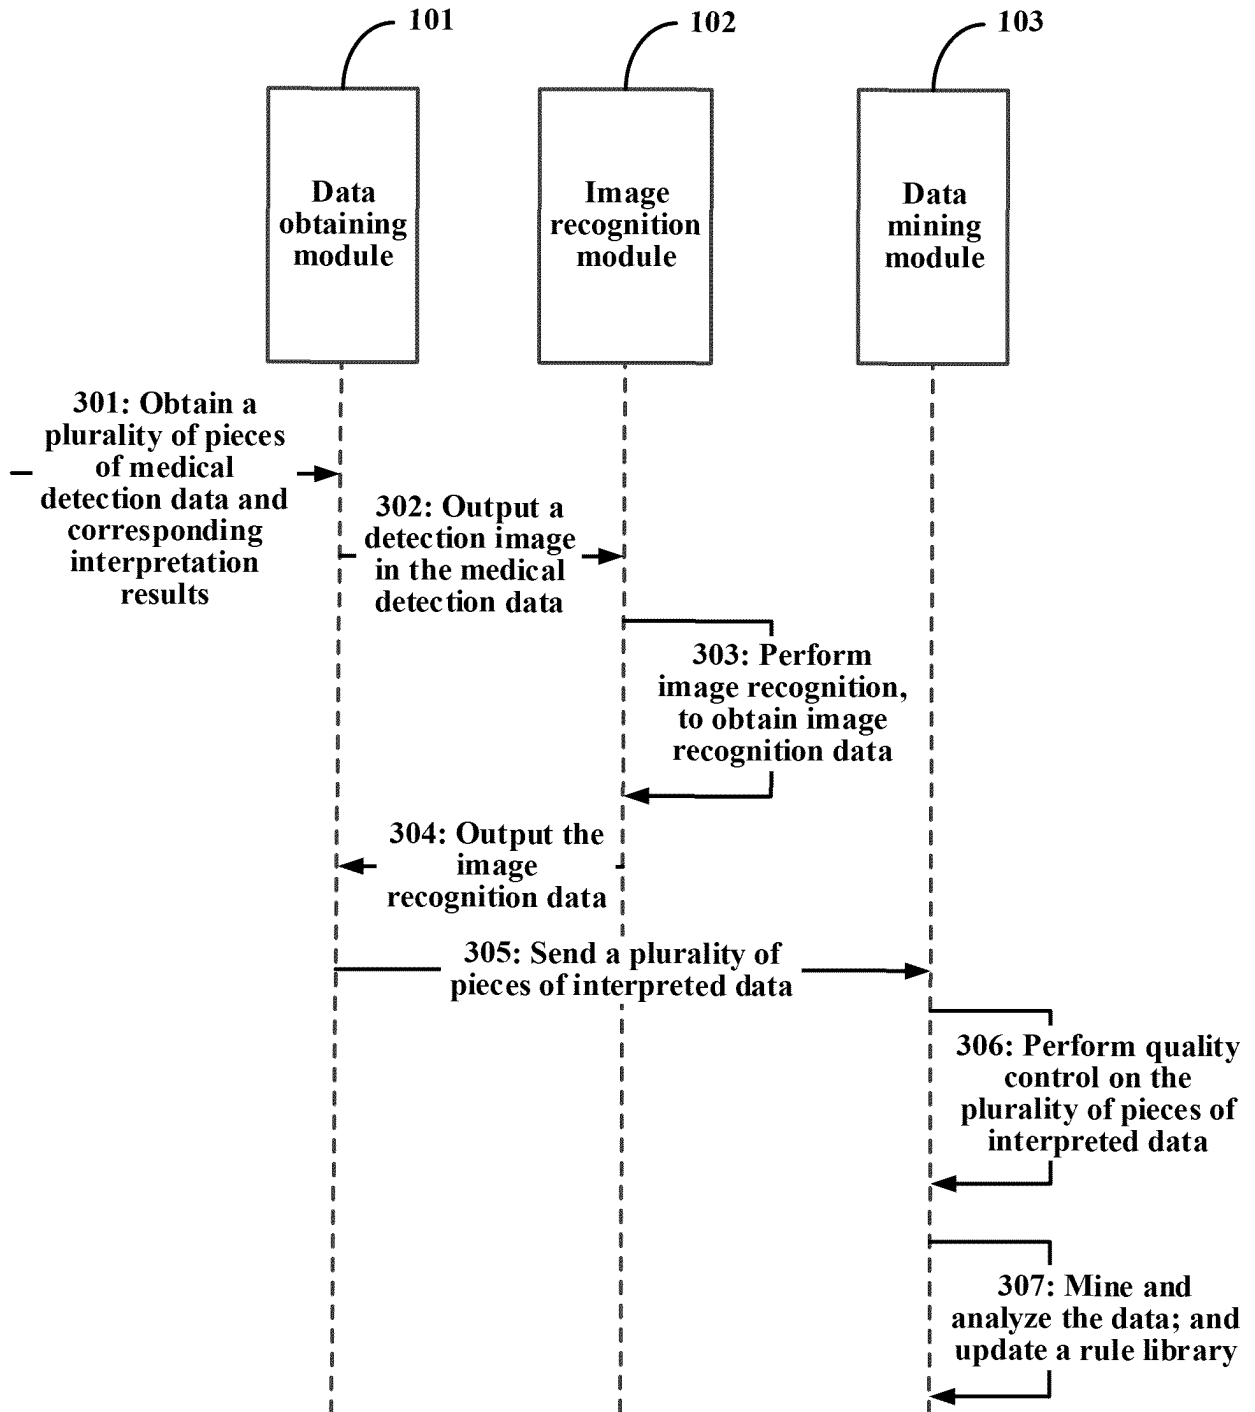 101
102
103
Data
obtaining
module
Image
recognition
module
Data
mining
module
301: Obtain a
plurality of pieces
of medical
detection data and
corresponding
interpretation
results
302: Output a
detection image
in the medical
detection data
303: Perform
image recognition,
to obtain image
recognition data
304: Output the
image
recognition data
305: Send a plurality of
pieces of interpreted data
306: Perform quality
control on the
plurality of pieces of
interpreted data
307: Mine and
analyze the data; and
update a rule library